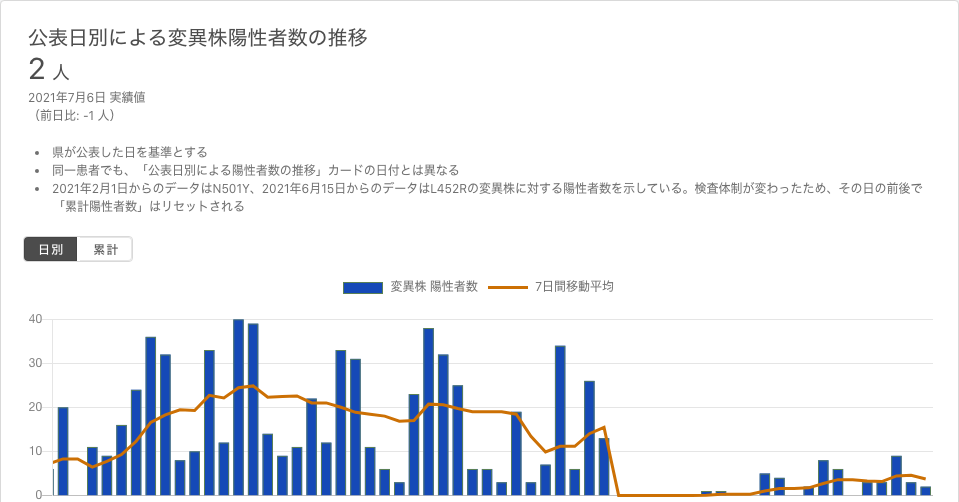 公表日別による変異株陽性者数の推移
2 人
2021年7月6日 実績値
（前日比: -1 人）
• 県が公表した日を基準とする
• 同一患者でも、「公表日別による陽性者数の推移」カードの日付とは異なる
• 2021年2月1日からのデータはN501Y、2021年6月15日からのデータはL452Rの変異株に対する陽性者数を示している。検査体制が変わったため、その日の前後で
「累計陽性者数」はリセットされる
日別 累計
変異株 陽性者数 7日間移動平均
40
30
20
10
0